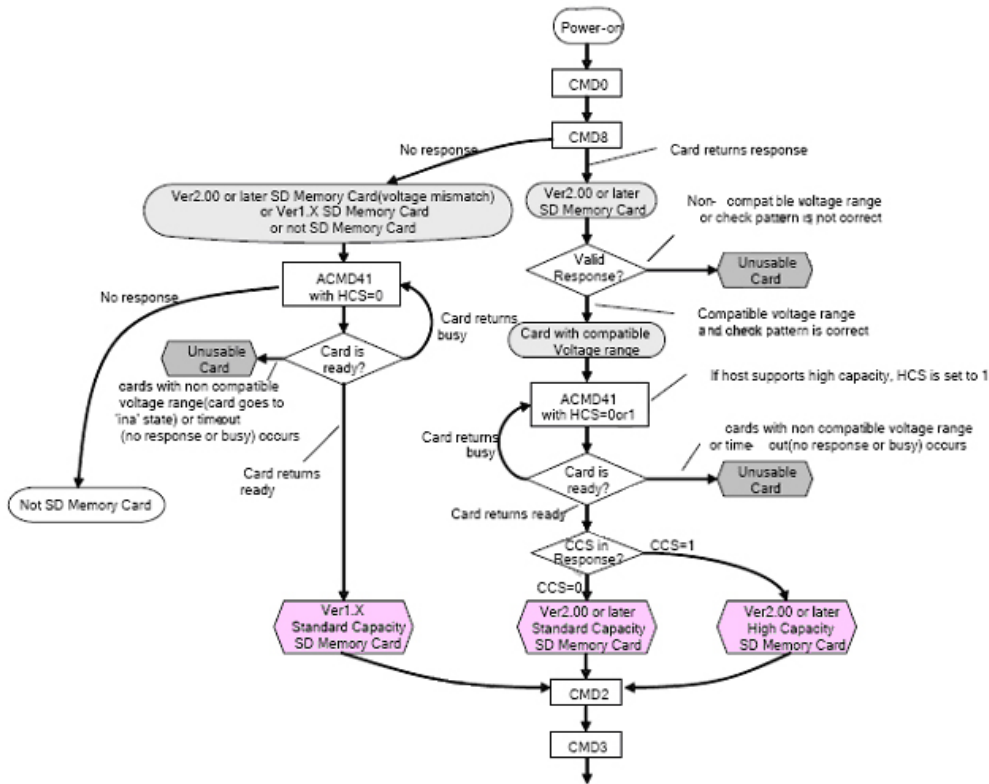 Power-on
CMD0
CMD8
No response
Card returns response
Ver2.00 or later SD Memory Card(voltage mismatch)
or Ver1.X SD Memory Card
or not SD Memory Card
Ver2.00 or later
SD Memory Card
Non- compatible voltage range
or check pattern is not correct
Valid
Response?
Unusable
Card
ACMD41
with HCS=0
No response
Card returns
busy
Compatible voltage range
and check pattern is correct
Card with compatible
Voltage range
Card is
ready?
Unusable
Card
cards with non compatible
voltage range(card goes to
'ina' state) or timeout
(no response or busy) occurs
If host supports high capacity, HCS is set to 1
ACMD41
with HCS=0or1
Card returns
busy
cards with non compatible voltage range
or time- out(no response or busy) occurs
Card is
ready?
Unusable
Card
Card returns
ready
Not SD Memory Card
Card returns ready
CCS in
Response?
CCS=1
CCS=0
Ver1.X
Standard Capacity
SD Memory Card
Ver2.00 or later
Standard Capacity
SD Memory Card
Ver2.00 or later
High Capacity
SD Memory Card
CMD2
CMD3